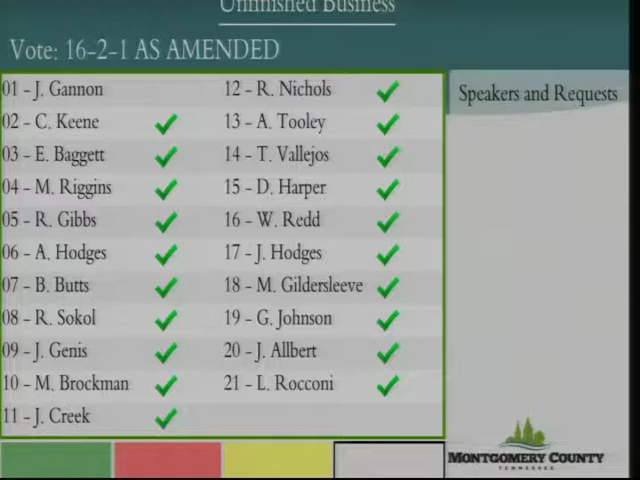 Unfinished Business
Vote: 16-2-1 AS AMENDED
01 - J. Gannon
02 - C. Keene
03 - E. Baggett
04 - M. Riggins
05 - R. Gibbs
06 - A. Hodges
07 - B. Butts
08 - R. Sokol
09 - J. Genis
10 - M. Brockman
11 - J. Creek
12 - R. Nichols
13 - A. Tooley
14 - T. Vallejos
15 - D. Harper
16 - W. Redd
17 - J. Hodges
18 - M. Gildersleeve
19 - G. Johnson
20 - J. Allbert
21 - L. Rocconi
Speakers and Requests
MONTGOMERY COUNTY
TENNESSEE